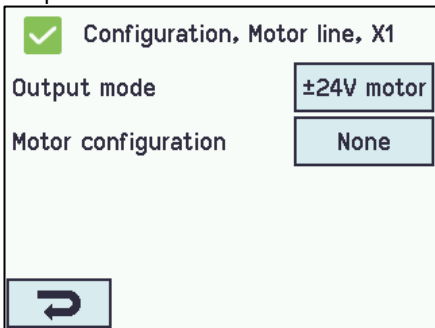 Configuration, Motor line, X1
Output mode ±24V motor
Motor configuration None